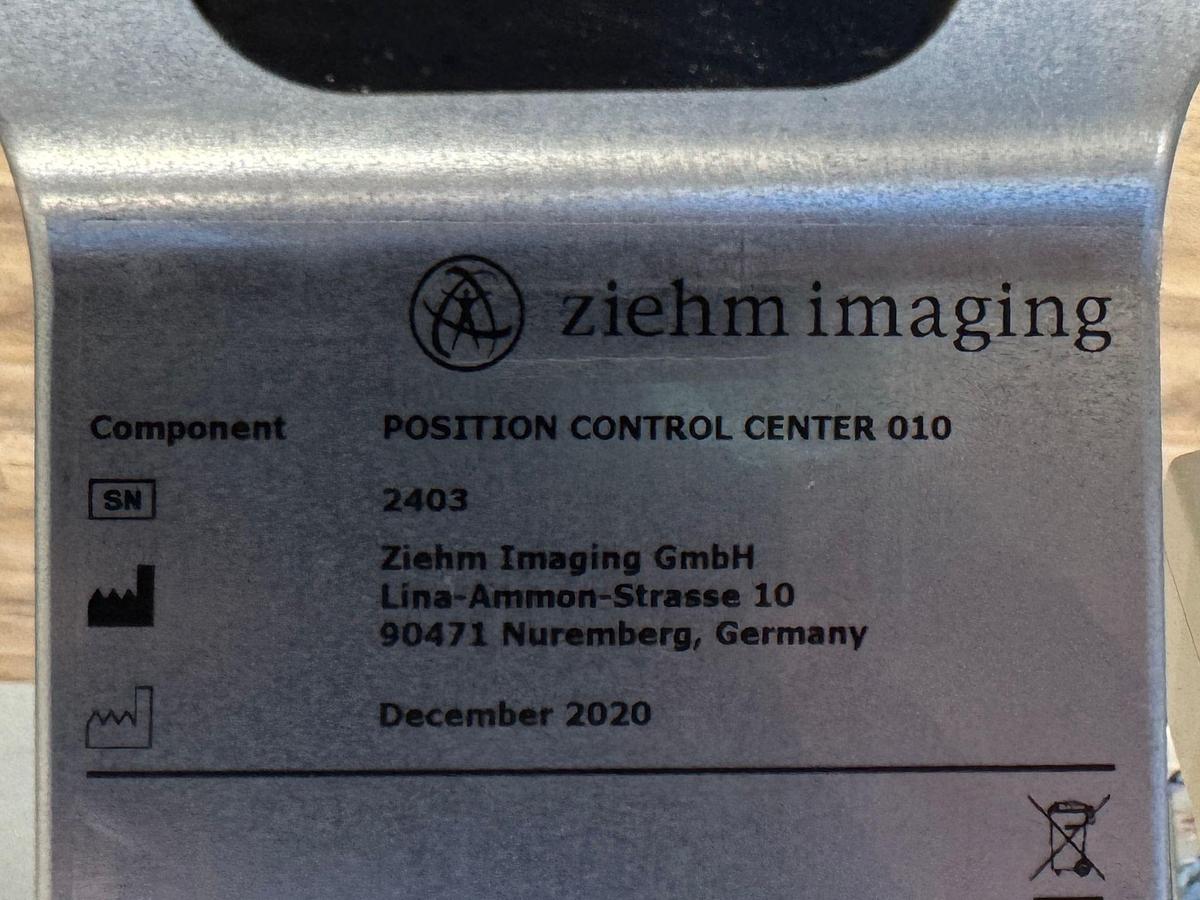 ziehm imaging
Component POSITION CONTROL CENTER 010
SN 2403
Ziehm Imaging GmbH
Lina-Ammon-Strasse 10
90471 Nuremberg, Germany
December 2020